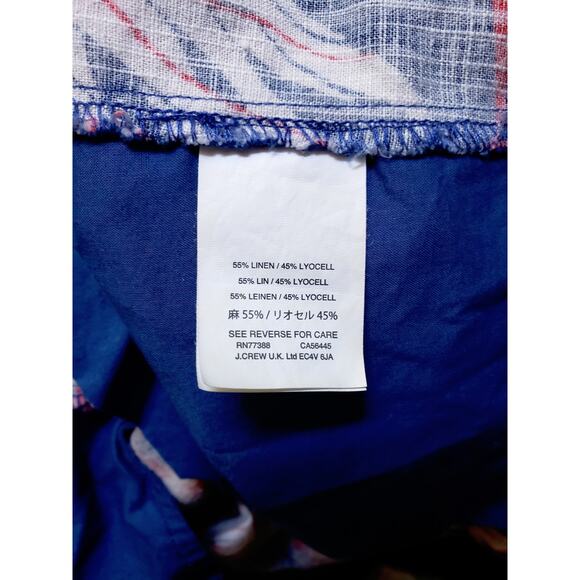 55% LINEN / 45% LYOCELL
55% LIN / 45% LYOCELL
55% LEINEN / 45% LYOCELL
麻 55% / リオセル 45%
SEE REVERSE FOR CARE
RN77388 CA56445
J.CREW U.K. Ltd EC4V 6JA